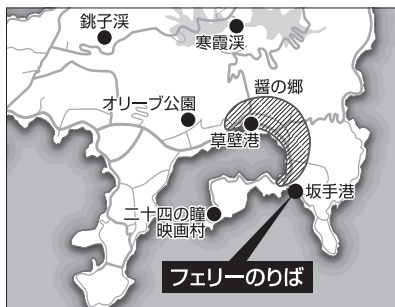 銚子渓
寒霞渓
醤の郷
オリーブ公園
草壁港
坂手港
二十四の瞳
映画村
フェリーのりば